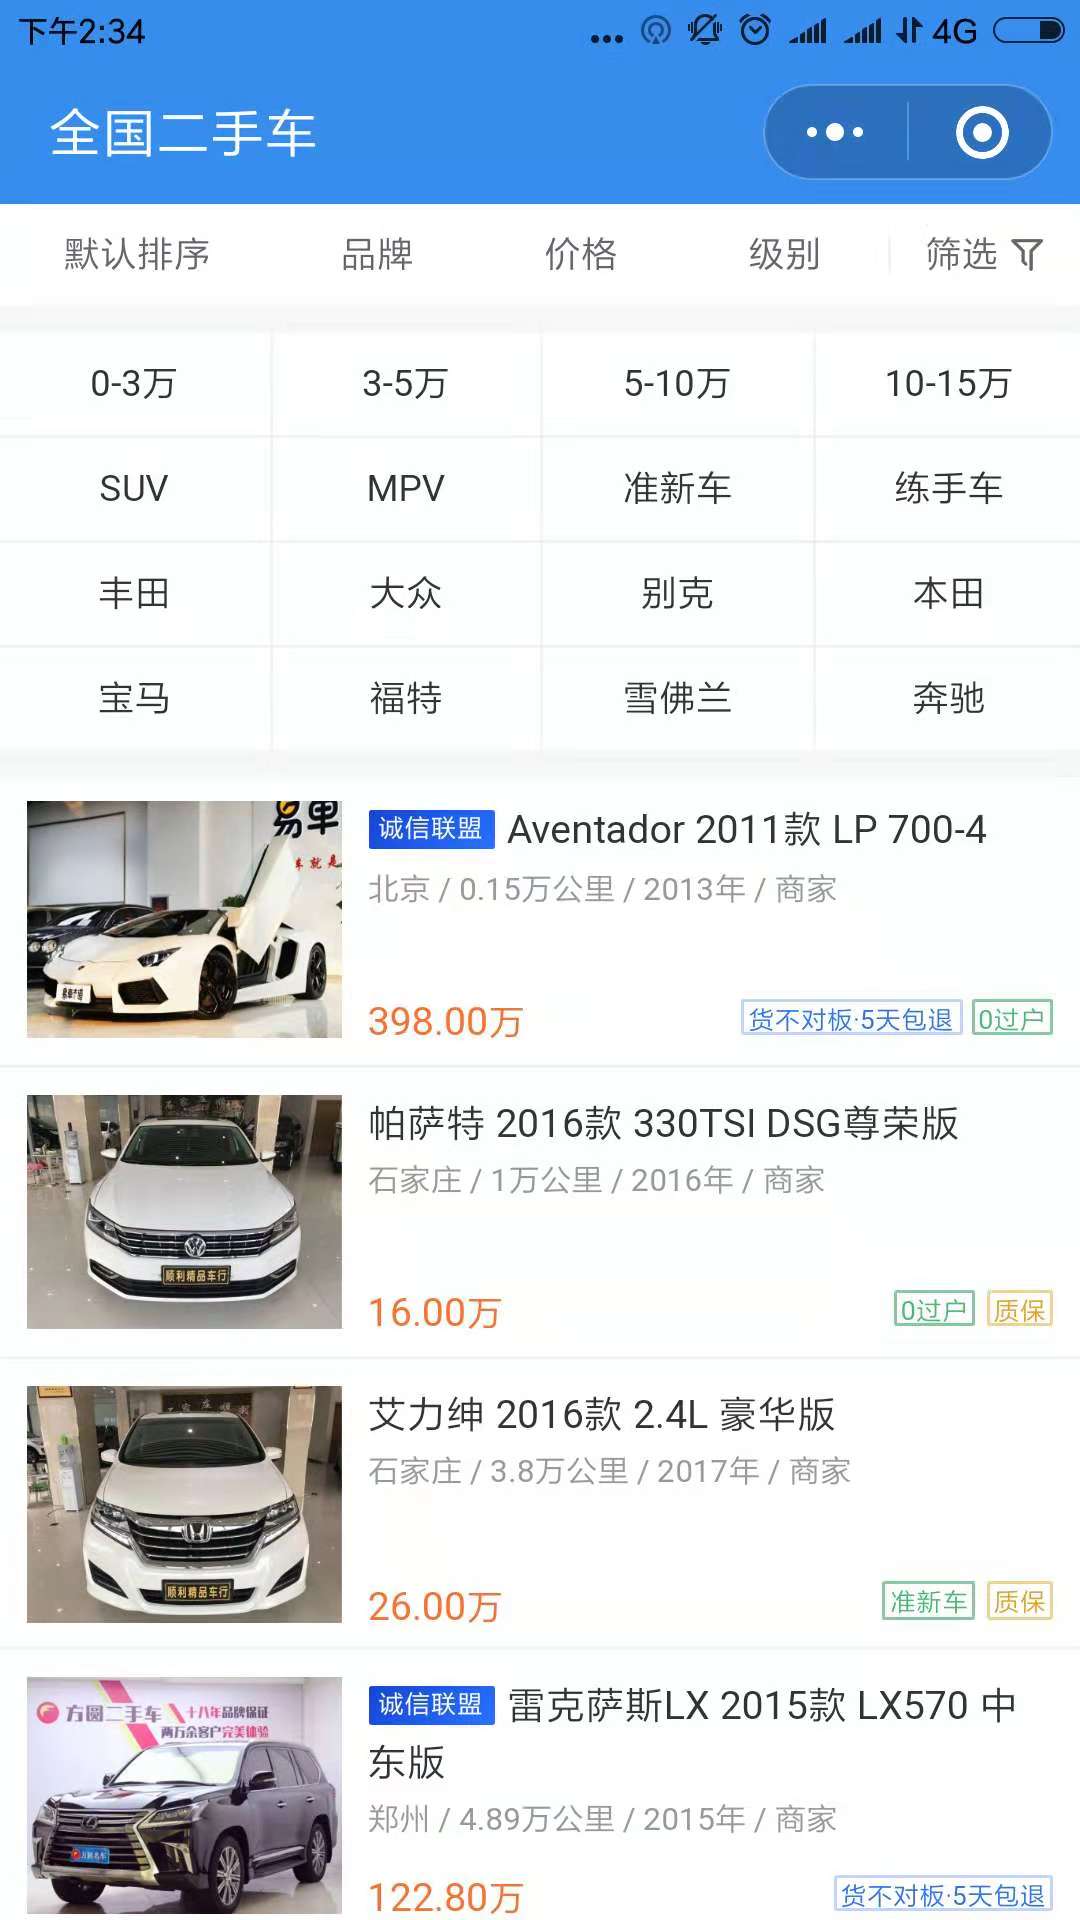 下午2:34
4G
全国二手车
默认排序 品牌 价格 级别 筛选
0-3万 3-5万 5-10万 10-15万
SUV MPV 准新车 练手车
丰田 大众 别克 本田
宝马 福特 雪佛兰 奔驰
诚信联盟 Aventador 2011款 LP 700-4
北京 / 0.15万公里 / 2013年 / 商家
398.00万 货不对板·5天包退 0过户
帕萨特 2016款 330TSI DSG尊荣版
石家庄 / 1万公里 / 2016年 / 商家
顺利精品车行
16.00万 0过户 质保
艾力绅 2016款 2.4L 豪华版
石家庄 / 3.8万公里 / 2017年 / 商家
顺利精品车行
26.00万 准新车 质保
方圆二手车 十八年品牌保证
两万余客户完美体验
诚信联盟 雷克萨斯LX 2015款 LX570 中
东版
郑州 / 4.89万公里 / 2015年 / 商家
122.80万 货不对板·5天包退